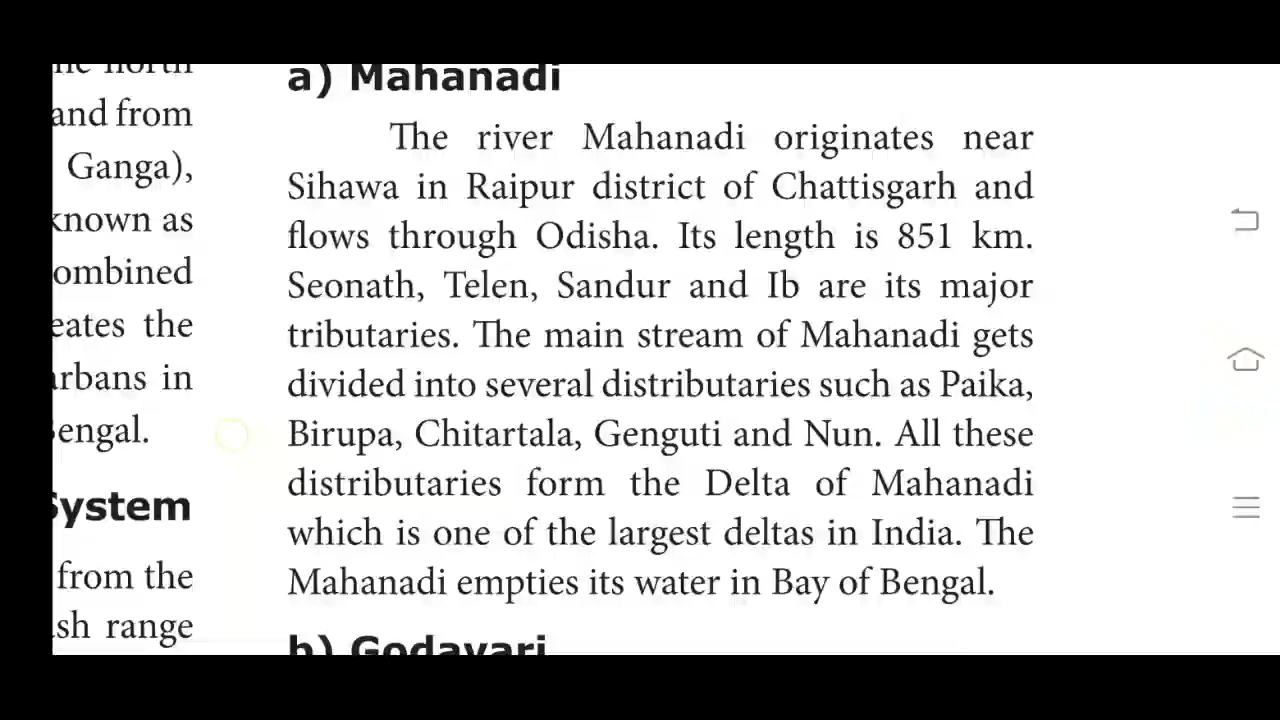 and from
Ganga),
known as
ombined
eates the
rbans in
engal.
System
from the
sh range
a) Mahanadi
The river Mahanadi originates near
Sihawa in Raipur district of Chattisgarh and
flows through Odisha. Its length is 851 km.
Seonath, Telen, Sandur and Ib are its major
tributaries. The main stream of Mahanadi gets
divided into several distributaries such as Paika,
Birupa, Chitartala, Genguti and Nun. All these
distributaries form the Delta of Mahanadi
which is one of the largest deltas in India. The
Mahanadi empties its water in Bay of Bengal.
b) Godavari